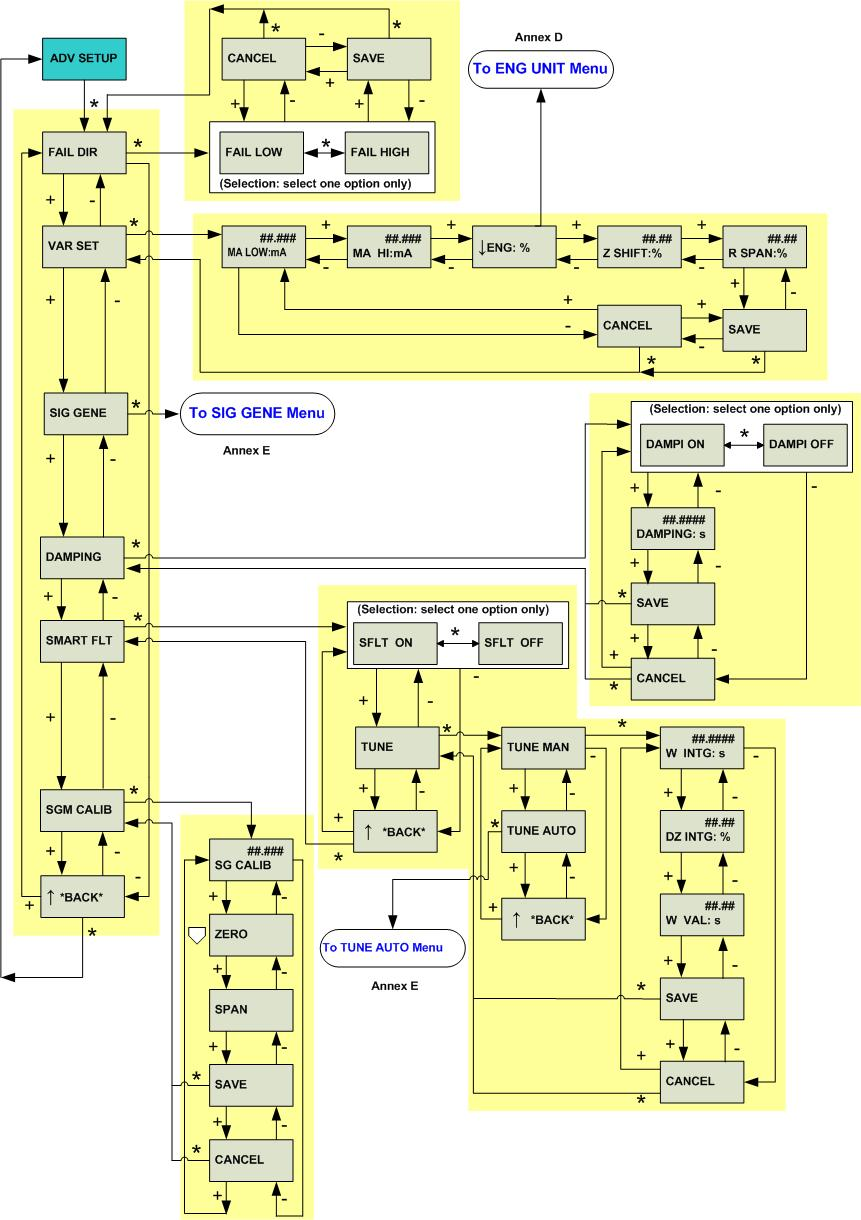 ADV SETUP
*
CANCEL
-
+
SAVE
*
*
+
-
+
-
FAIL LOW
*
FAIL HIGH
(Selection: select one option only)
Annex D
To ENG UNIT Menu
FAIL DIR
*
+
-
VAR SET
*
##.###
MA LOW:mA
+
-
##.###
MA HI:mA
+
-
↓ENG: %
+
-
##.##
Z SHIFT:%
+
-
##.##
R SPAN:%
+
-
+
-
CANCEL
+
-
SAVE
*
*
+
-
SIG GENE
*
To SIG GENE Menu
Annex E
+
-
DAMPING
*
(Selection: select one option only)
DAMPI ON
*
DAMPI OFF
+
-
-
##.####
DAMPING: s
+
-
*
SAVE
+
-
+
*
CANCEL
+
-
SMART FLT
*
(Selection: select one option only)
SFLT ON
*
SFLT OFF
+
-
-
TUNE
*
+
-
+
↑ *BACK*
*
TUNE MAN
*
-
+
-
*
TUNE AUTO
+
-
+
↑ *BACK*
To TUNE AUTO Menu
Annex E
##.####
W INTG: s
-
+
-
##.##
DZ INTG: %
+
-
##.##
W VAL: s
+
-
*
SAVE
+
-
+
CANCEL
*
+
-
SGM CALIB
*
+
-
-
↑ *BACK*
+
*
##.###
SG CALIB
+
-
ZERO
+
-
SPAN
+
-
*
SAVE
+
-
*
CANCEL
+
-